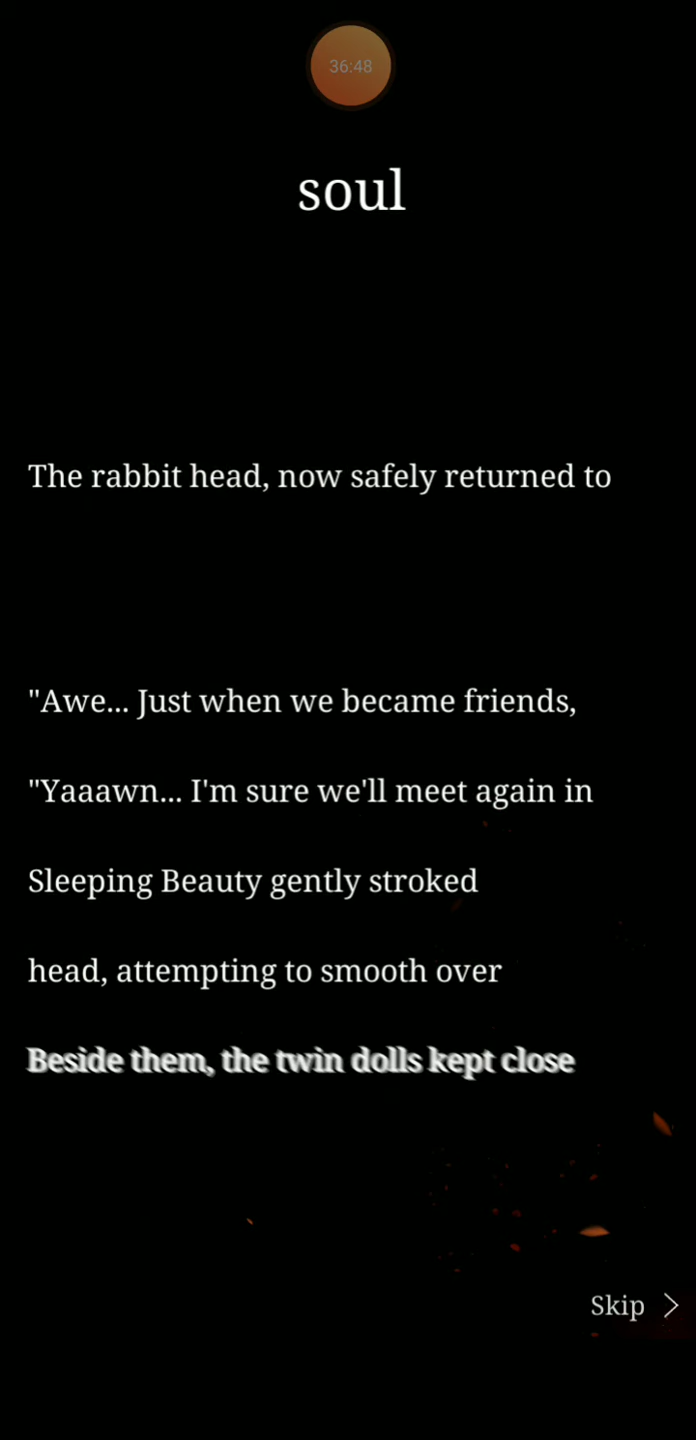 36:48
soul
The rabbit head, now safely returned to
"Awe... Just when we became friends,
"Yaaawn... I'm sure we'll meet again in
Sleeping Beauty gently stroked
head, attempting to smooth over
Beside them, the twin dolls kept close
Skip